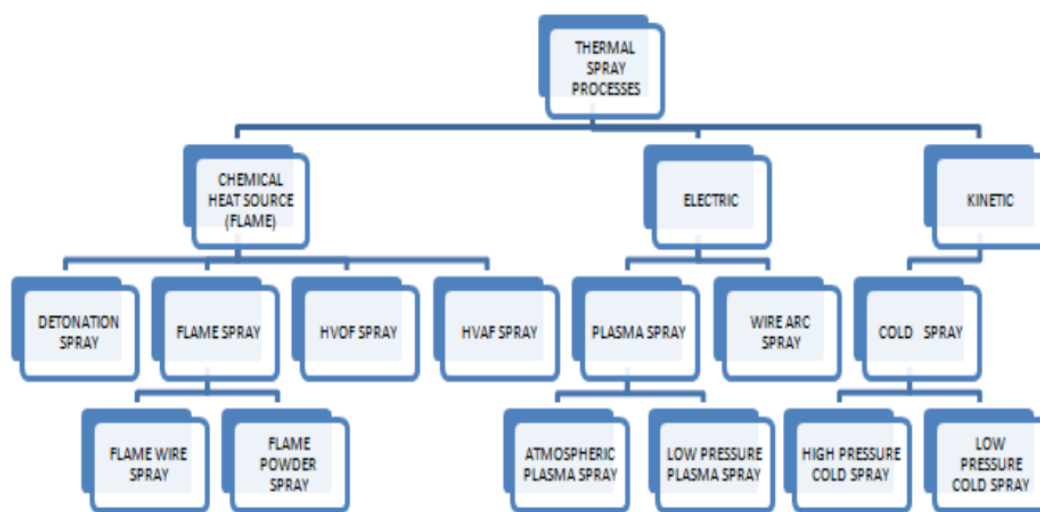 THERMAL
SPRAY
PROCESSES
CHEMICAL
HEAT SOURCE
(FLAME)
ELECTRIC
KINETIC
DETONATION
SPRAY
FLAME SPRAY
HVOF SPRAY
HVAF SPRAY
PLASMA SPRAY
WIRE ARC
SPRAY
COLD SPRAY
FLAME WIRE
SPRAY
FLAME
POWDER
SPRAY
ATMOSPHERIC
PLASMA SPRAY
LOW PRESSURE
PLASMA SPRAY
HIGH PRESSURE
COLD SPRAY
LOW
PRESSURE
COLD SPRAY